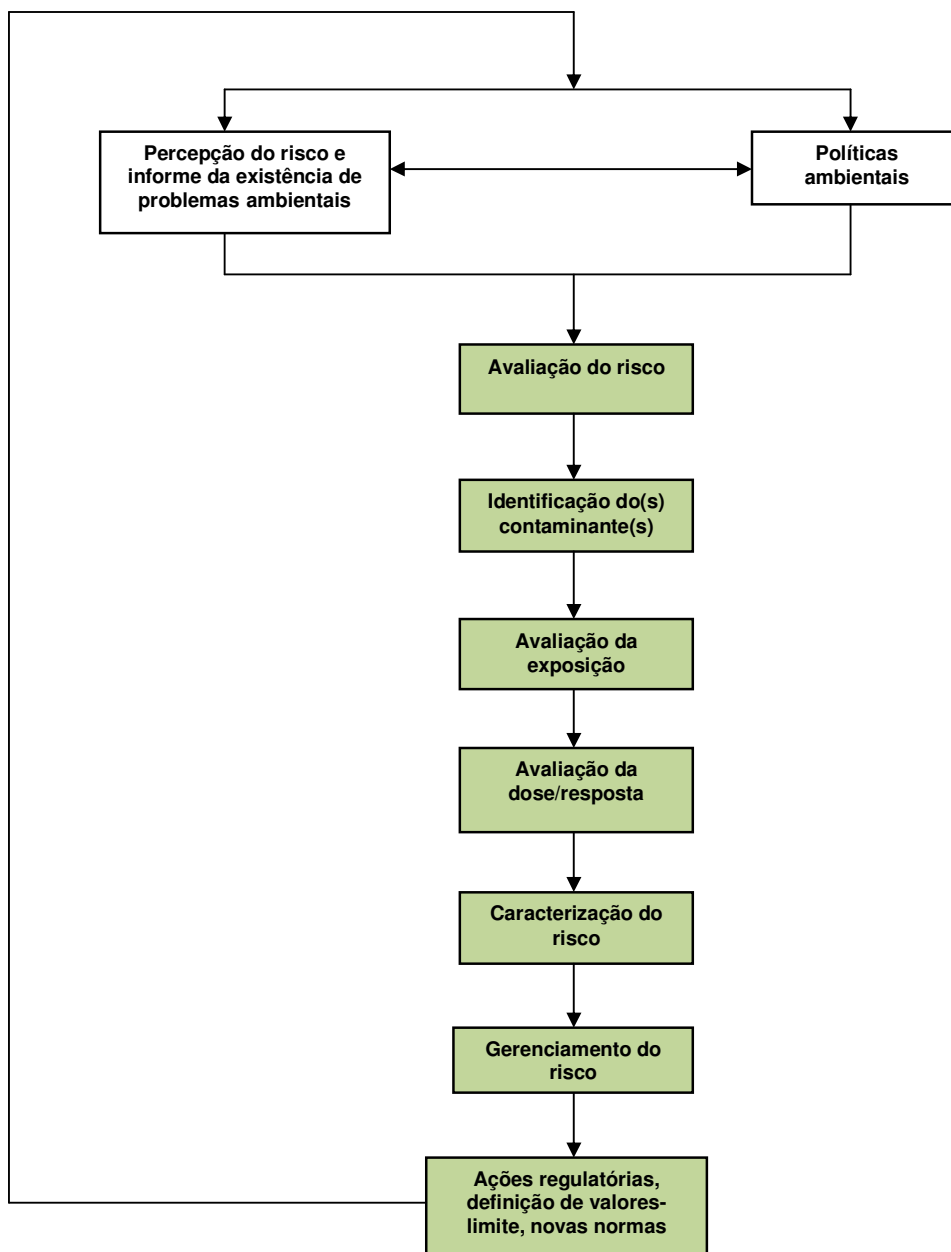 Percepção do risco e
informe da existência de
problemas ambientais
Políticas
ambientais
Avaliação do risco
Identificação do(s)
contaminante(s)
Avaliação da
exposição
Avaliação da
dose/resposta
Caracterização do
risco
Gerenciamento do
risco
Ações regulatórias,
definição de valores-
limite, novas normas